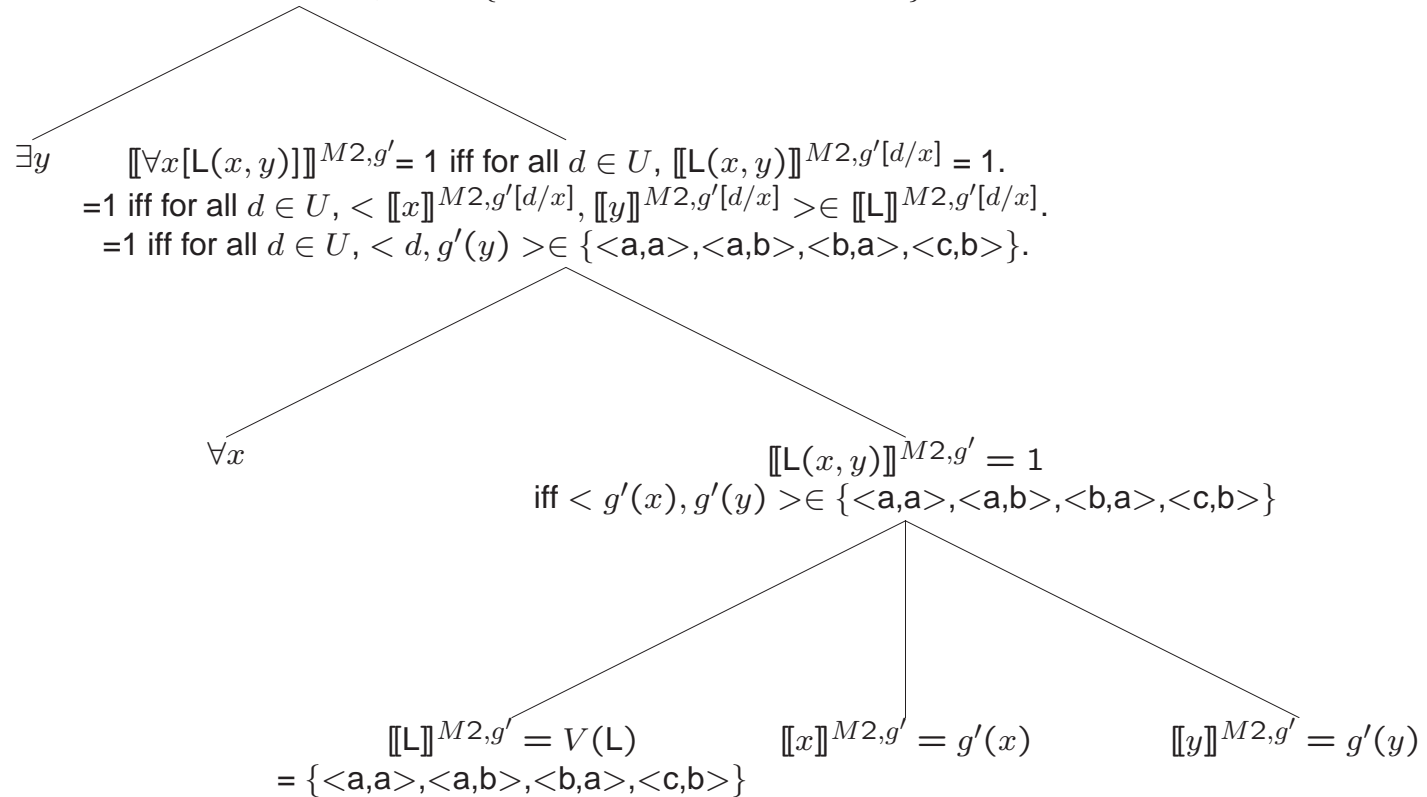 ∃y
⟦∀x[L(x, y)]⟧^{M2,g′}= 1 iff for all d ∈ U, ⟦L(x, y)⟧^{M2,g′[d/x]} = 1.
=1 iff for all d ∈ U, < ⟦x⟧^{M2,g′[d/x]}, ⟦y⟧^{M2,g′[d/x]} >∈ ⟦L⟧^{M2,g′[d/x]}.
=1 iff for all d ∈ U, < d, g′(y) >∈ {<a,a>,<a,b>,<b,a>,<c,b>}.
∀x
⟦L(x, y)⟧^{M2,g′} = 1
iff < g′(x), g′(y) >∈ {<a,a>,<a,b>,<b,a>,<c,b>}
⟦L⟧^{M2,g′} = V(L)
= {<a,a>,<a,b>,<b,a>,<c,b>}
⟦x⟧^{M2,g′} = g′(x)
⟦y⟧^{M2,g′} = g′(y)